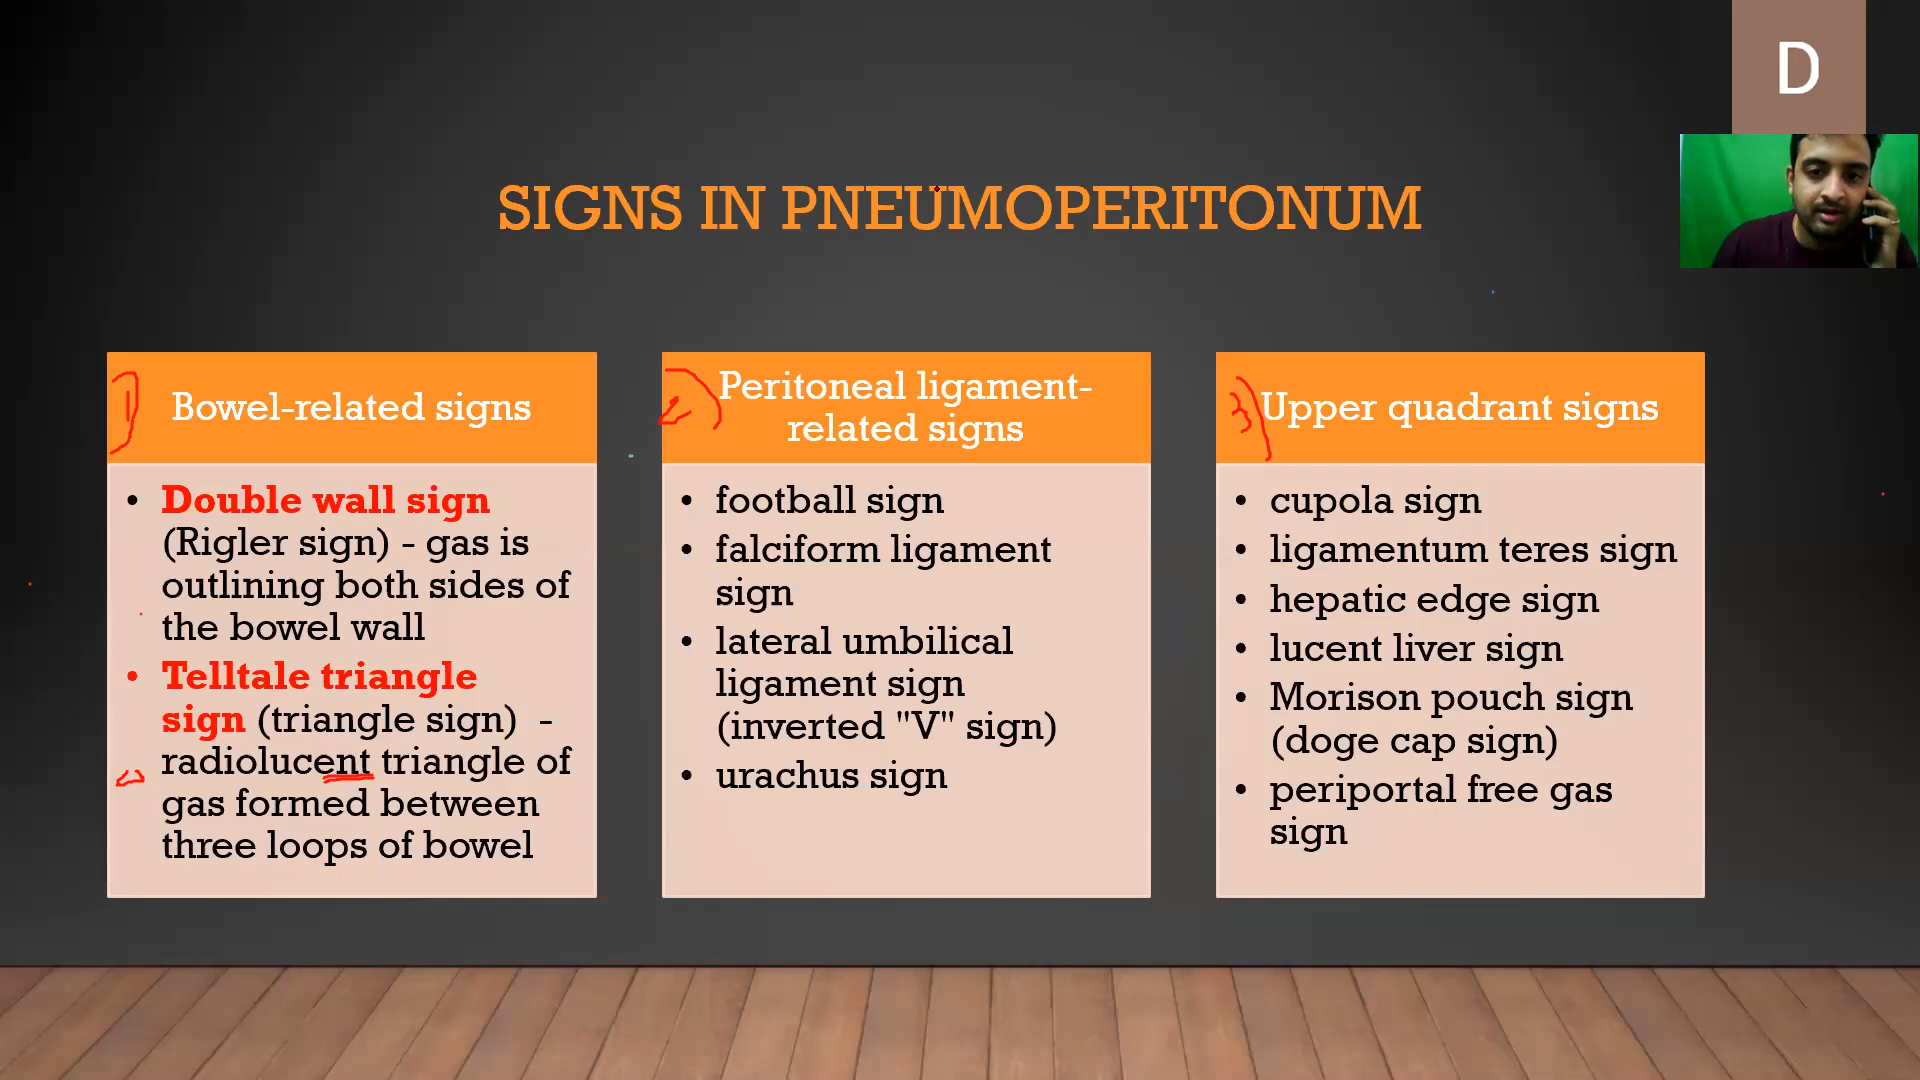 D
SIGNS IN PNEUMOPERITONUM
1)
Bowel-related signs
• Double wall sign
(Rigler sign) - gas is
outlining both sides of
the bowel wall
• Telltale triangle
sign (triangle sign) -
radiolucent triangle of
gas formed between
three loops of bowel
2)
Peritoneal ligament-
related signs
• football sign
• falciform ligament
sign
• lateral umbilical
ligament sign
(inverted "V" sign)
• urachus sign
3)
Upper quadrant signs
• cupola sign
• ligamentum teres sign
• hepatic edge sign
• lucent liver sign
• Morison pouch sign
(doge cap sign)
• periportal free gas
sign